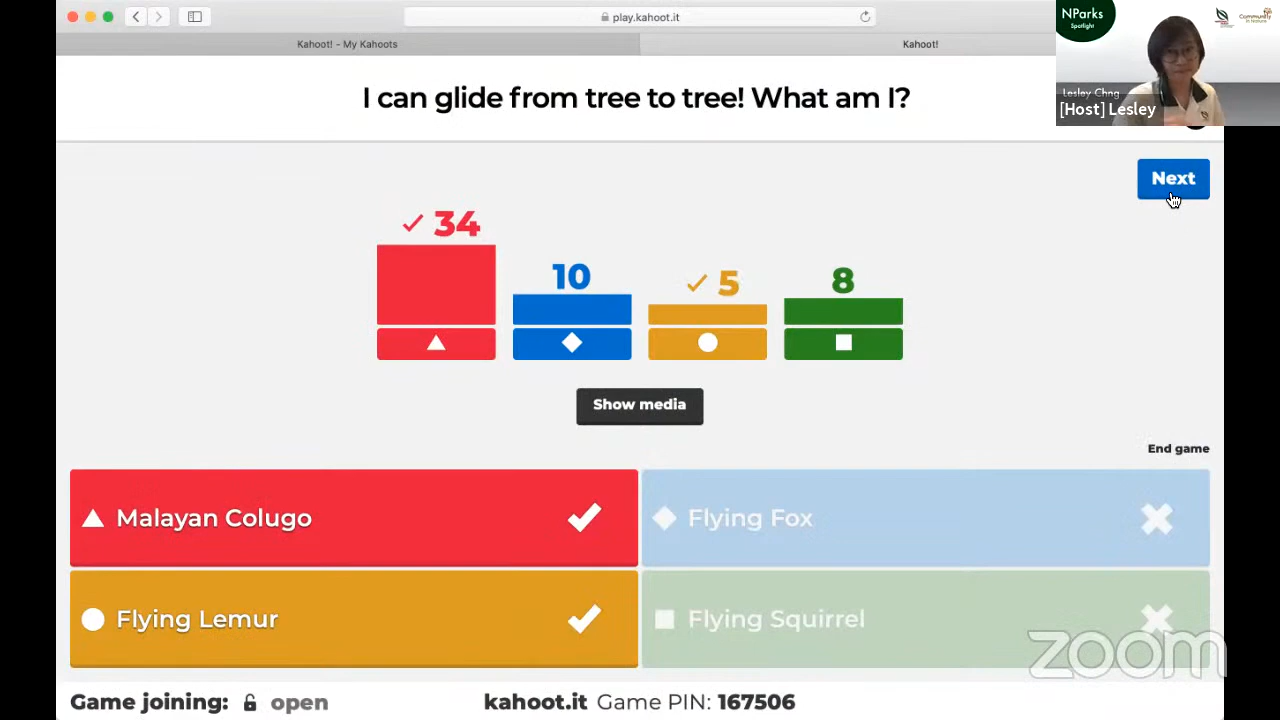 play.kahoot.it
Kahoot! - My Kahoots
Kahoot!
NParks
Spotlight
Lesley Chng
[Host] Lesley
I can glide from tree to tree! What am I?
Next
34
10
5
8
Show media
End game
Malayan Colugo
Flying Fox
Flying Lemur
Flying Squirrel
zoom
Game joining: open
kahoot.it Game PIN: 167506